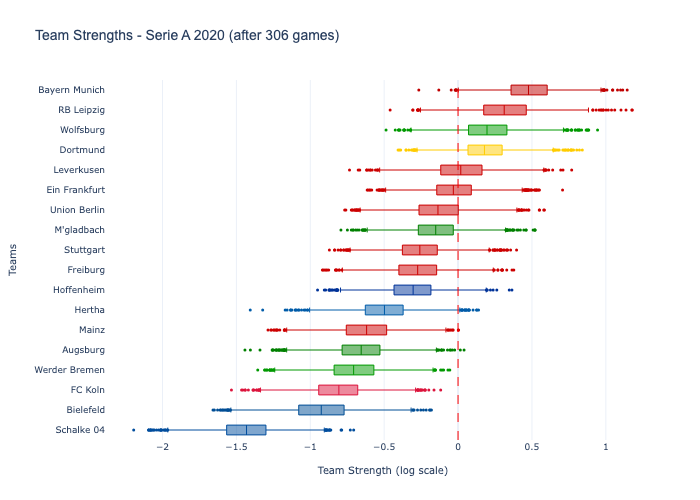 Team Strengths - Serie A 2020 (after 306 games)
Bayern Munich
RB Leipzig
Wolfsburg
Dortmund
Leverkusen
Ein Frankfurt
Union Berlin
M'gladbach
Stuttgart
Freiburg
Hoffenheim
Hertha
Mainz
Augsburg
Werder Bremen
FC Koln
Bielefeld
Schalke 04
Teams
−2 −1.5 −1 −0.5 0 0.5 1
Team Strength (log scale)